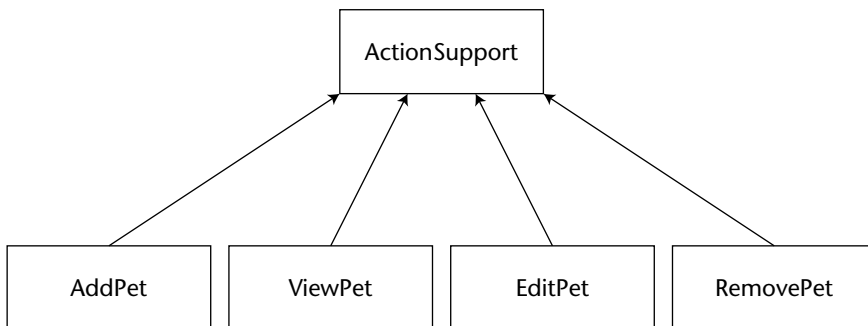 ActionSupport
AddPet
ViewPet
EditPet
RemovePet